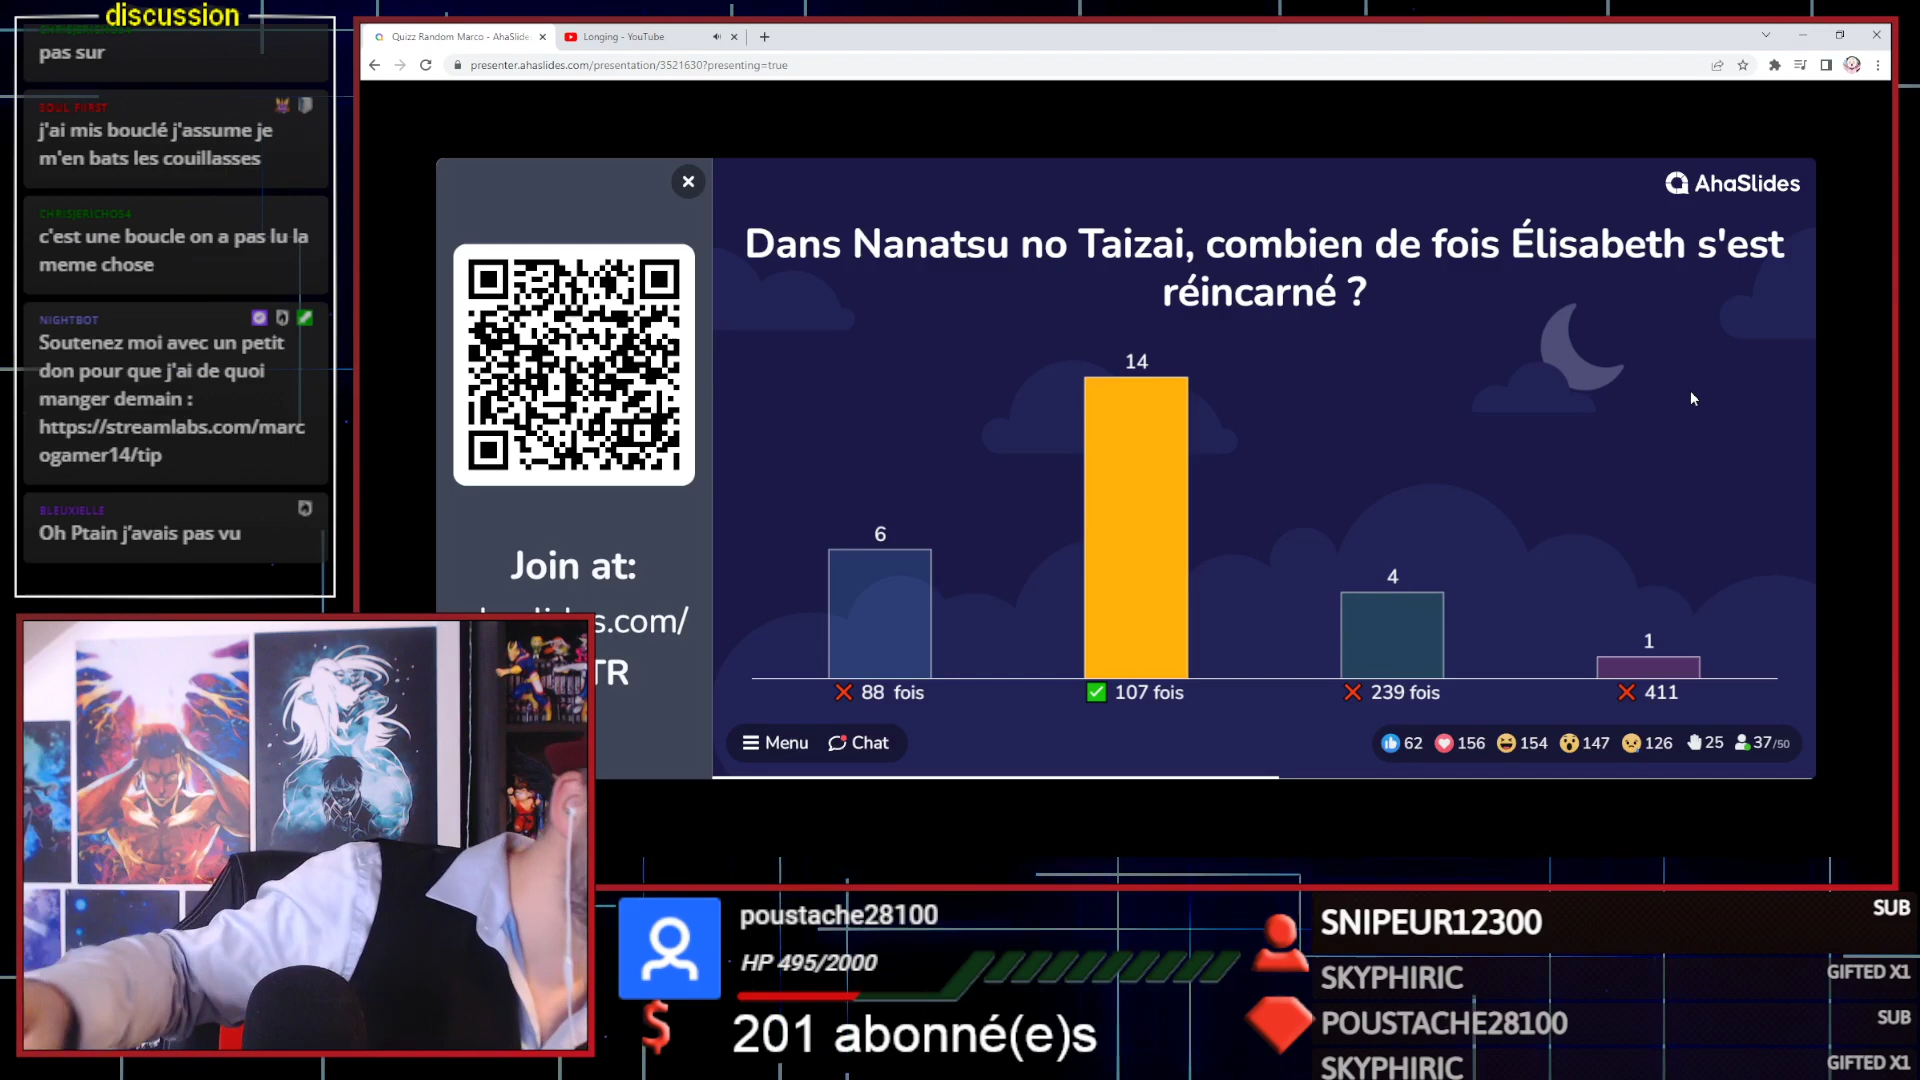 discussion
CHRISJERICHO54
pas sur
SOUL FIIRST
j'ai mis bouclé j'assume je
m'en bats les couillasses
CHRISJERICHO54
c'est une boucle on a pas lu la
meme chose
NIGHTBOT
Soutenez moi avec un petit
don pour que j'ai de quoi
manger demain :
https://streamlabs.com/marc
ogamer14/tip
BLEUXIELLE
Oh Ptain j'avais pas vu
Quizz Random Marco - AhaSlide
Longing - YouTube
presenter.ahaslides.com/presentation/3521630?presenting=true
AhaSlides
Dans Nanatsu no Taizai, combien de fois Élisabeth s'est
réincarné ?
14
6
4
1
88 fois
107 fois
239 fois
411
Join at:
s.com/
TR
Menu
Chat
62 156 154 147 126 25 37/50
poustache28100
HP 495/2000
201 abonné(e)s
SNIPEUR12300 SUB
SKYPHIRIC GIFTED X1
POUSTACHE28100 SUB
SKYPHIRIC GIFTED X1